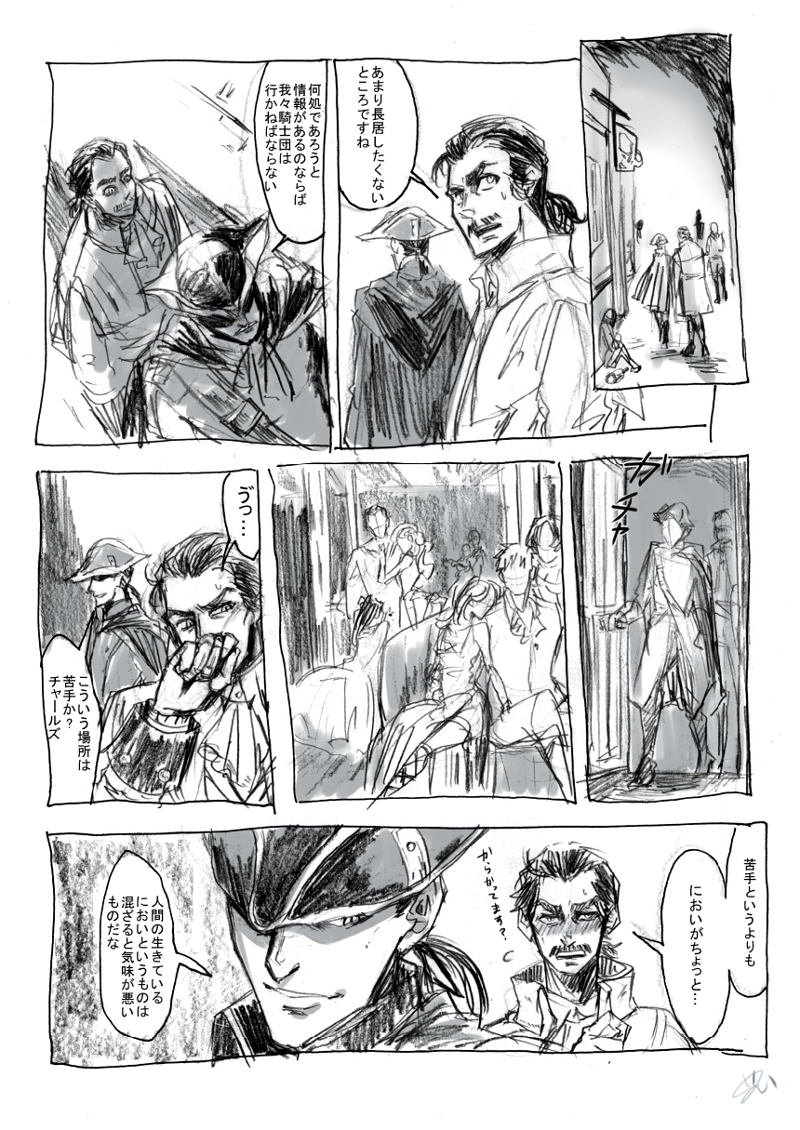 あまり長居したくない
ところですね
何処であろうと
情報があるのならば
我々騎士団は
行かねばならない
ガチャ
ゔっ…
こういう場所は
苦手か？
チャールズ
苦手というよりも
においがちょっと…
からかってます？
人間の生きている
においというものは
混ざると気味が悪い
ものだな